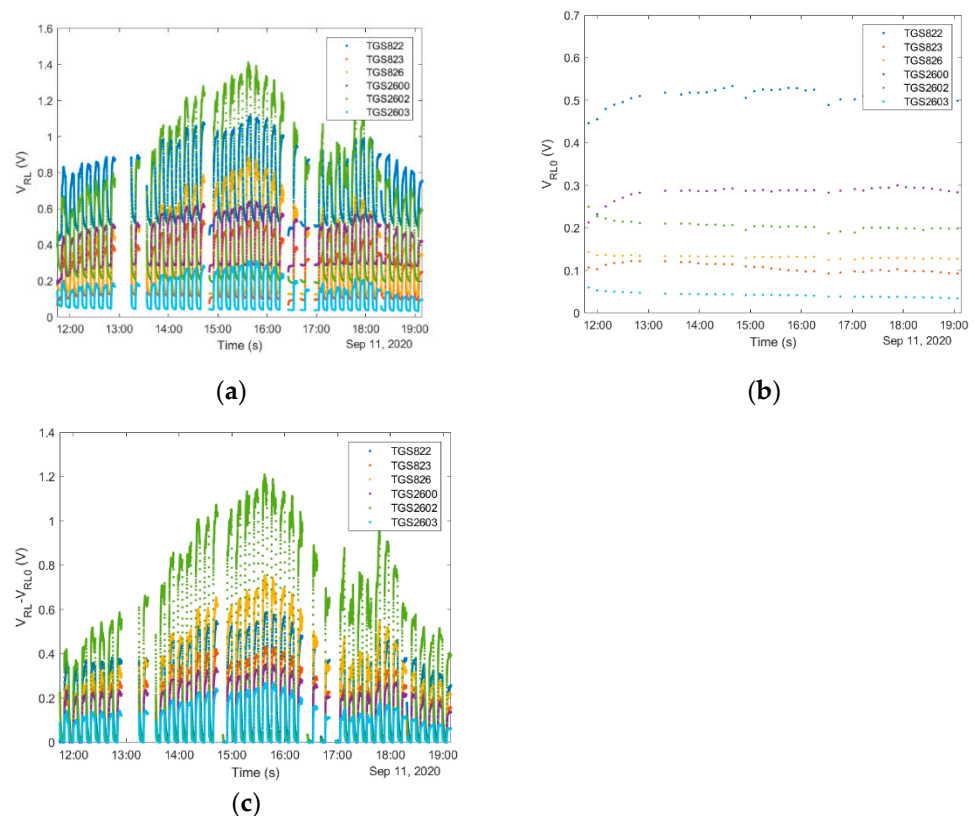 1.6
1.4
1.2
1
0.8
0.6
0.4
0.2
0
V_RL (V)
TGS822
TGS823
TGS826
TGS2600
TGS2602
TGS2603
12:00 13:00 14:00 15:00 16:00 17:00 18:00 19:00
Time (s)
Sep 11, 2020
(a)
0.7
0.6
0.5
0.4
0.3
0.2
0.1
0
V_RL0 (V)
TGS822
TGS823
TGS826
TGS2600
TGS2602
TGS2603
12:00 13:00 14:00 15:00 16:00 17:00 18:00 19:00
Time (s)
Sep 11, 2020
(b)
1.4
1.2
1
0.8
0.6
0.4
0.2
0
V_RL-V_RL0 (V)
TGS822
TGS823
TGS826
TGS2600
TGS2602
TGS2603
12:00 13:00 14:00 15:00 16:00 17:00 18:00 19:00
Time (s)
Sep 11, 2020
(c)